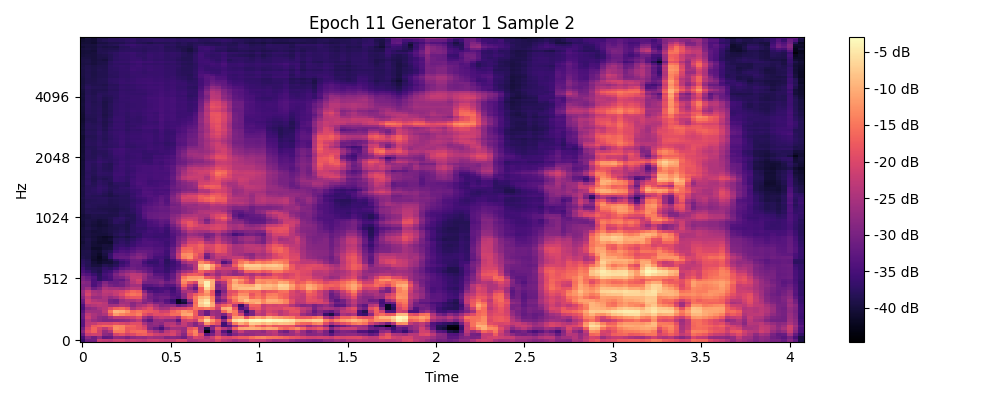 Epoch 11 Generator 1 Sample 2
Hz
4096
2048
1024
512
0
0 0.5 1 1.5 2 2.5 3 3.5 4
Time
-5 dB
-10 dB
-15 dB
-20 dB
-25 dB
-30 dB
-35 dB
-40 dB